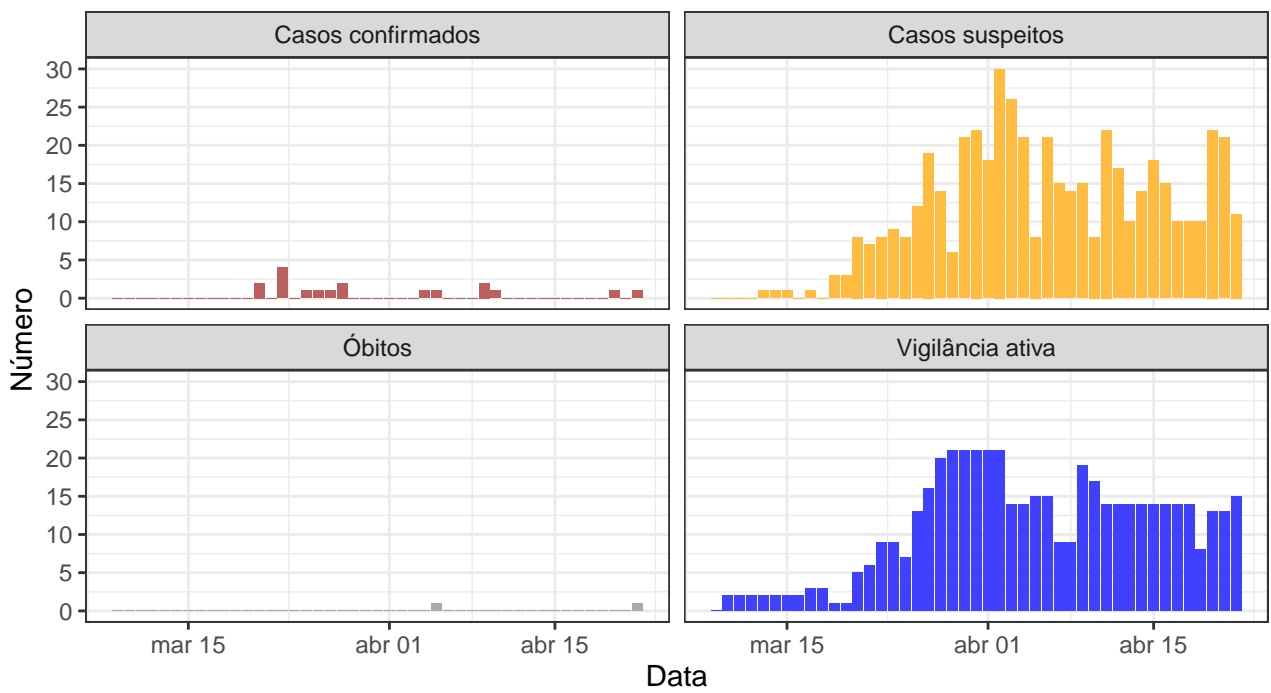 Casos confirmados
Casos suspeitos
30
25
20
15
10
5
0
Óbitos
Vigilância ativa
30
25
20
15
10
5
0
mar 15 abr 01 abr 15
mar 15 abr 01 abr 15
Número
Data